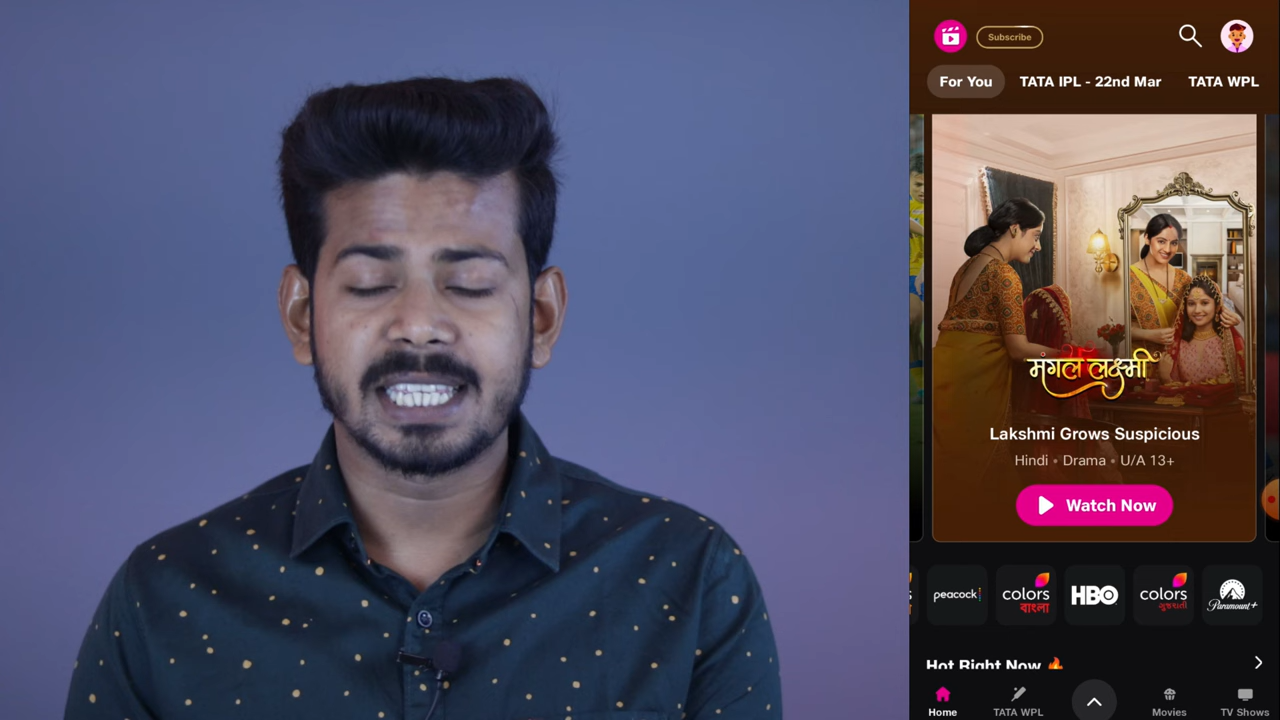 Subscribe
For You
TATA IPL - 22nd Mar
TATA WPL
मंगल लक्ष्मी
Lakshmi Grows Suspicious
Hindi • Drama • U/A 13+
Watch Now
peacock
colors
বাংলা
HBO
colors
ગુજરાતી
Paramount+
Hot Right Now 🔥
Home
TATA WPL
Movies
TV Shows